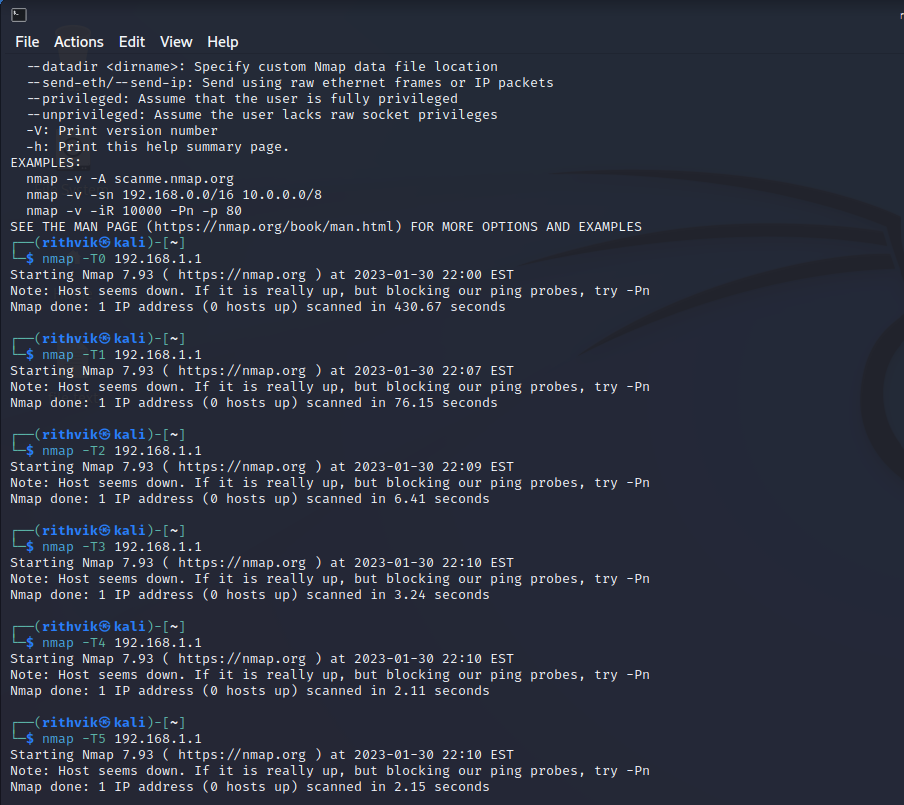 File Actions Edit View Help
--datadir <dirname>: Specify custom Nmap data file location
--send-eth/--send-ip: Send using raw ethernet frames or IP packets
--privileged: Assume that the user is fully privileged
--unprivileged: Assume the user lacks raw socket privileges
-V: Print version number
-h: Print this help summary page.
EXAMPLES:
nmap -v -A scanme.nmap.org
nmap -v -sn 192.168.0.0/16 10.0.0.0/8
nmap -v -iR 10000 -Pn -p 80
SEE THE MAN PAGE (https://nmap.org/book/man.html) FOR MORE OPTIONS AND EXAMPLES
┌──(rithvik㉿kali)-[~]
└─$ nmap -T0 192.168.1.1
Starting Nmap 7.93 ( https://nmap.org ) at 2023-01-30 22:00 EST
Note: Host seems down. If it is really up, but blocking our ping probes, try -Pn
Nmap done: 1 IP address (0 hosts up) scanned in 430.67 seconds
┌──(rithvik㉿kali)-[~]
└─$ nmap -T1 192.168.1.1
Starting Nmap 7.93 ( https://nmap.org ) at 2023-01-30 22:07 EST
Note: Host seems down. If it is really up, but blocking our ping probes, try -Pn
Nmap done: 1 IP address (0 hosts up) scanned in 76.15 seconds
┌──(rithvik㉿kali)-[~]
└─$ nmap -T2 192.168.1.1
Starting Nmap 7.93 ( https://nmap.org ) at 2023-01-30 22:09 EST
Note: Host seems down. If it is really up, but blocking our ping probes, try -Pn
Nmap done: 1 IP address (0 hosts up) scanned in 6.41 seconds
┌──(rithvik㉿kali)-[~]
└─$ nmap -T3 192.168.1.1
Starting Nmap 7.93 ( https://nmap.org ) at 2023-01-30 22:10 EST
Note: Host seems down. If it is really up, but blocking our ping probes, try -Pn
Nmap done: 1 IP address (0 hosts up) scanned in 3.24 seconds
┌──(rithvik㉿kali)-[~]
└─$ nmap -T4 192.168.1.1
Starting Nmap 7.93 ( https://nmap.org ) at 2023-01-30 22:10 EST
Note: Host seems down. If it is really up, but blocking our ping probes, try -Pn
Nmap done: 1 IP address (0 hosts up) scanned in 2.11 seconds
┌──(rithvik㉿kali)-[~]
└─$ nmap -T5 192.168.1.1
Starting Nmap 7.93 ( https://nmap.org ) at 2023-01-30 22:10 EST
Note: Host seems down. If it is really up, but blocking our ping probes, try -Pn
Nmap done: 1 IP address (0 hosts up) scanned in 2.15 seconds